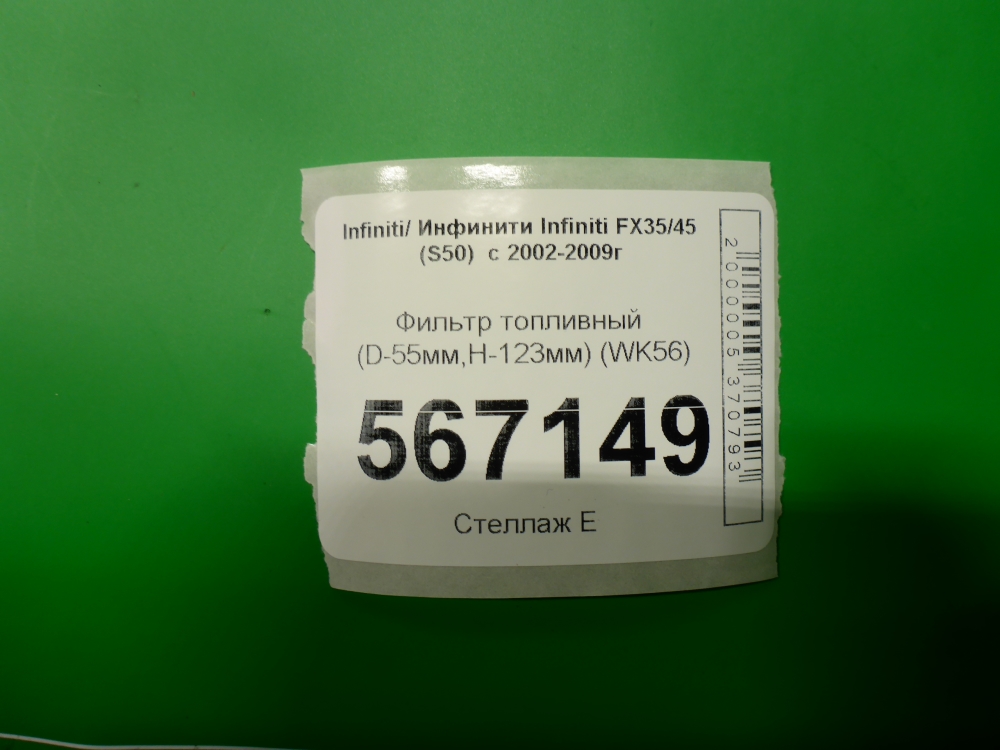 Infiniti/ Инфинити Infiniti FX35/45
(S50) с 2002-2009г
Фильтр топливный
(D-55мм,Н-123мм) (WK56)
567149
Стеллаж Е
2000005370793